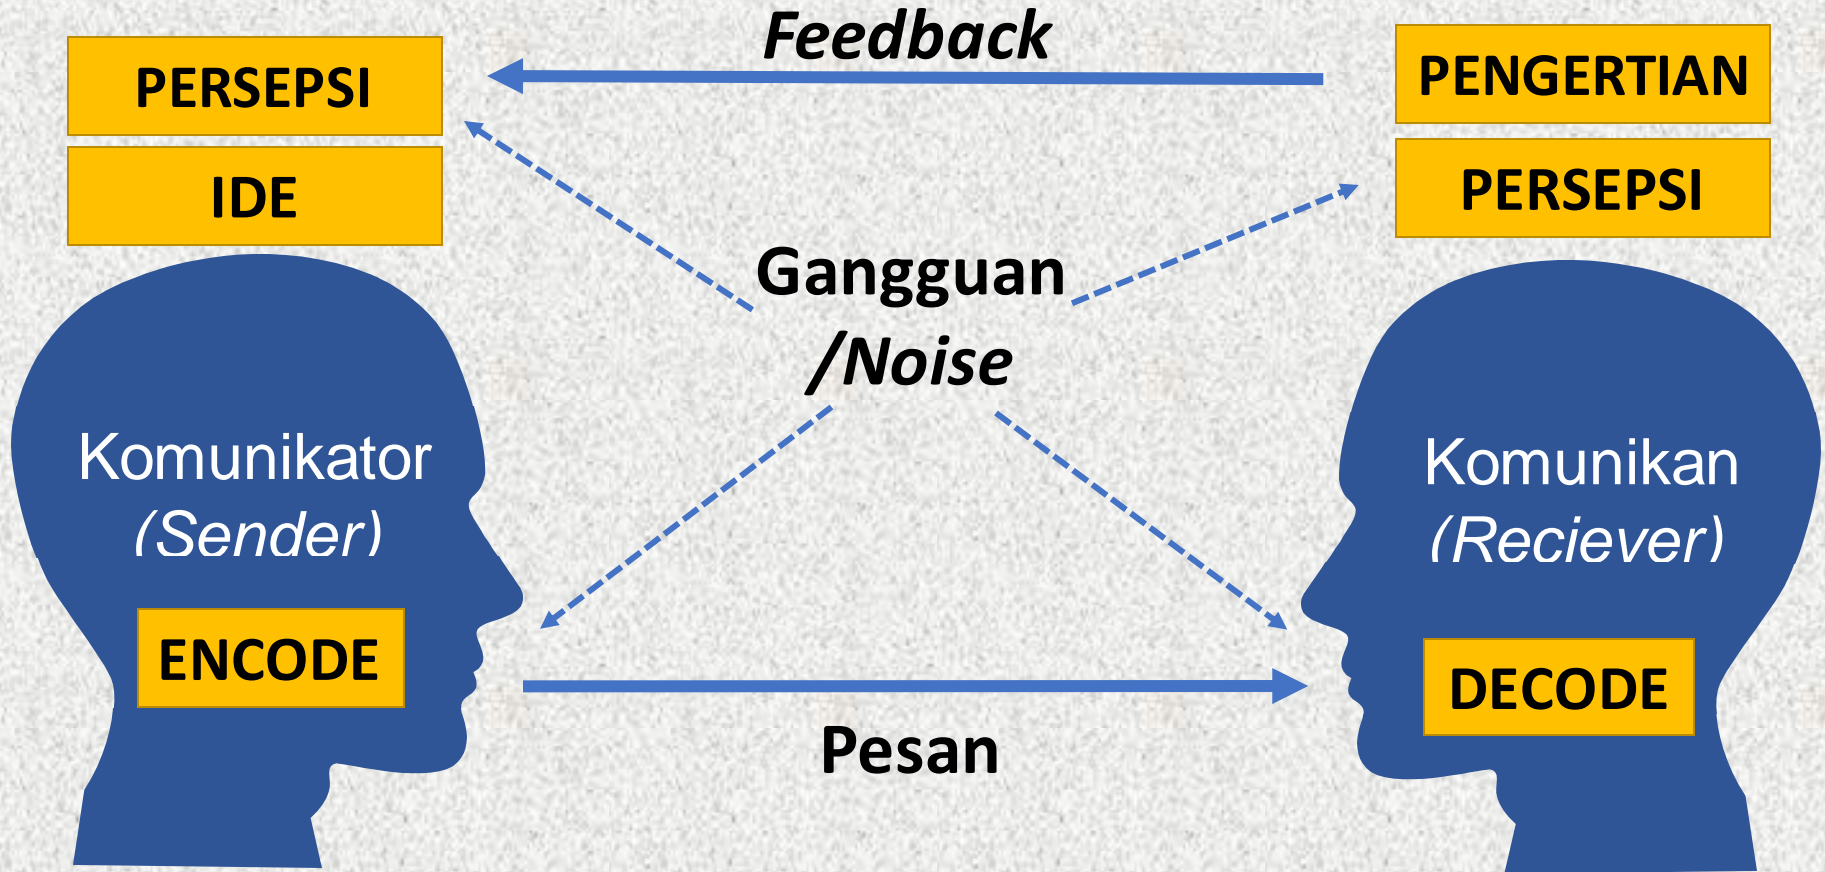 Feedback
PERSEPSI
IDE
PENGERTIAN
PERSEPSI
Gangguan
/Noise
Komunikator
(Sender)
ENCODE
Komunikan
(Reciever)
DECODE
Pesan